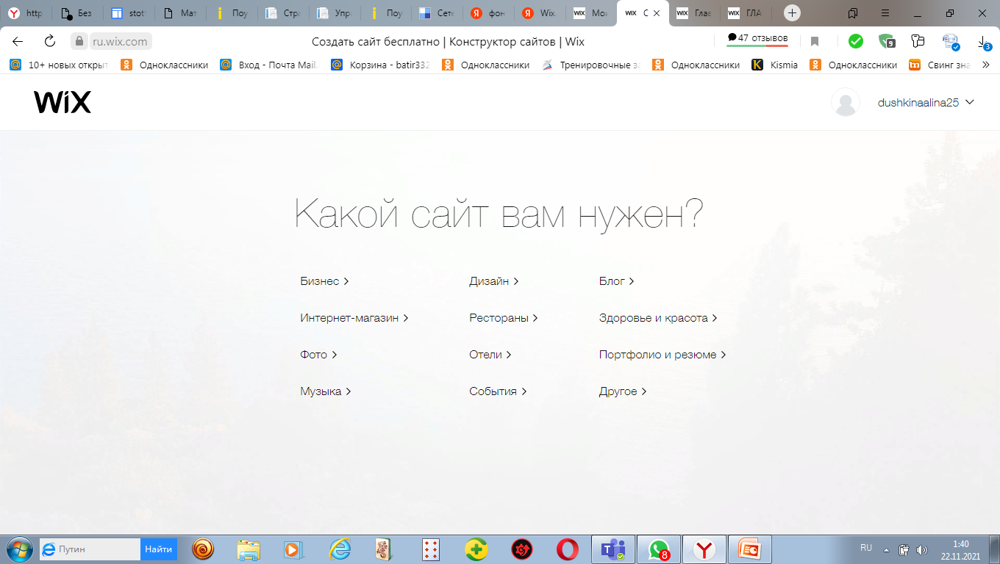 http
Без
stot
Мат
Поу
Стра
Упра
Поу
Сете
фон
Wix.
Мои
С
Глав
ГЛА
ru.wix.com
Создать сайт бесплатно | Конструктор сайтов | Wix
47 отзывов
9
3
10+ новых открыт
Одноклассники
Вход - Почта Mail.
Корзина - batir332
Одноклассники
Тренировочные за
Одноклассники
Kismia
Одноклассники
Свинг зна
WiX
dushkinaalina25
Какой сайт вам нужен?
Бизнес
Дизайн
Блог
Интернет-магазин
Рестораны
Здоровье и красота
Фото
Отели
Портфолио и резюме
Музыка
События
Другое
Путин
Найти
8
RU
1:40
22.11.2021